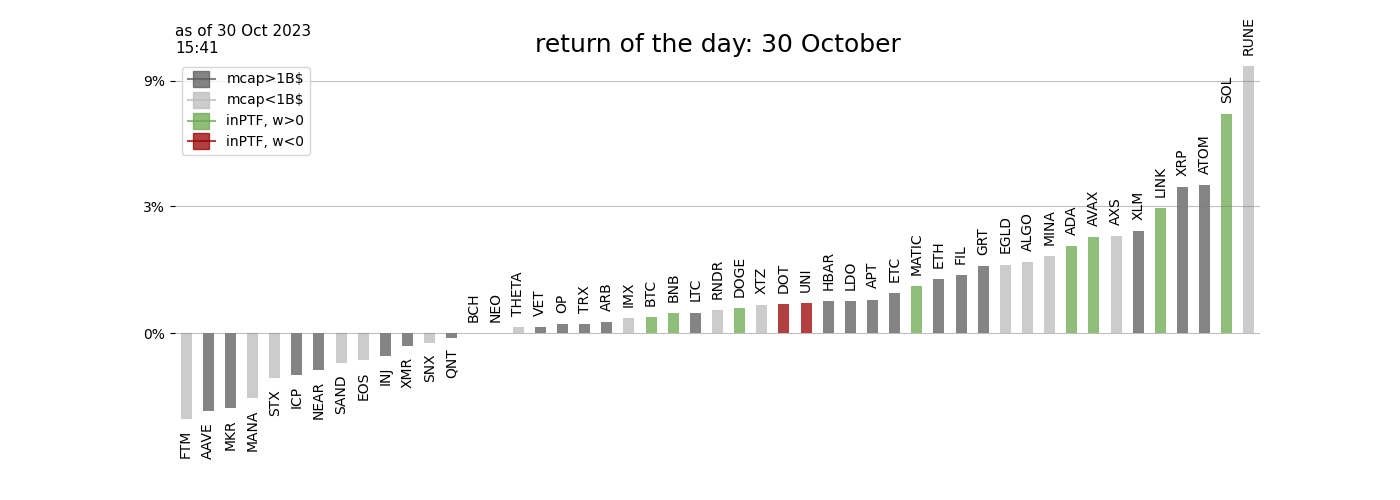 as of 30 Oct 2023
15:41
return of the day: 30 October
mcap>1B$
mcap<1B$
inPTF, w>0
inPTF, w<0
9%
3%
0%
FTM
AAVE
MKR
MANA
STX
ICP
NEAR
SAND
EOS
INJ
XMR
SNX
QNT
BCH
NEO
THETA
VET
OP
TRX
ARB
IMX
BTC
BNB
LTC
RNDR
DOGE
XTZ
DOT
UNI
HBAR
LDO
APT
ETC
MATIC
ETH
FIL
GRT
EGLD
ALGO
MINA
ADA
AVAX
AXS
XLM
LINK
XRP
ATOM
SOL
RUNE